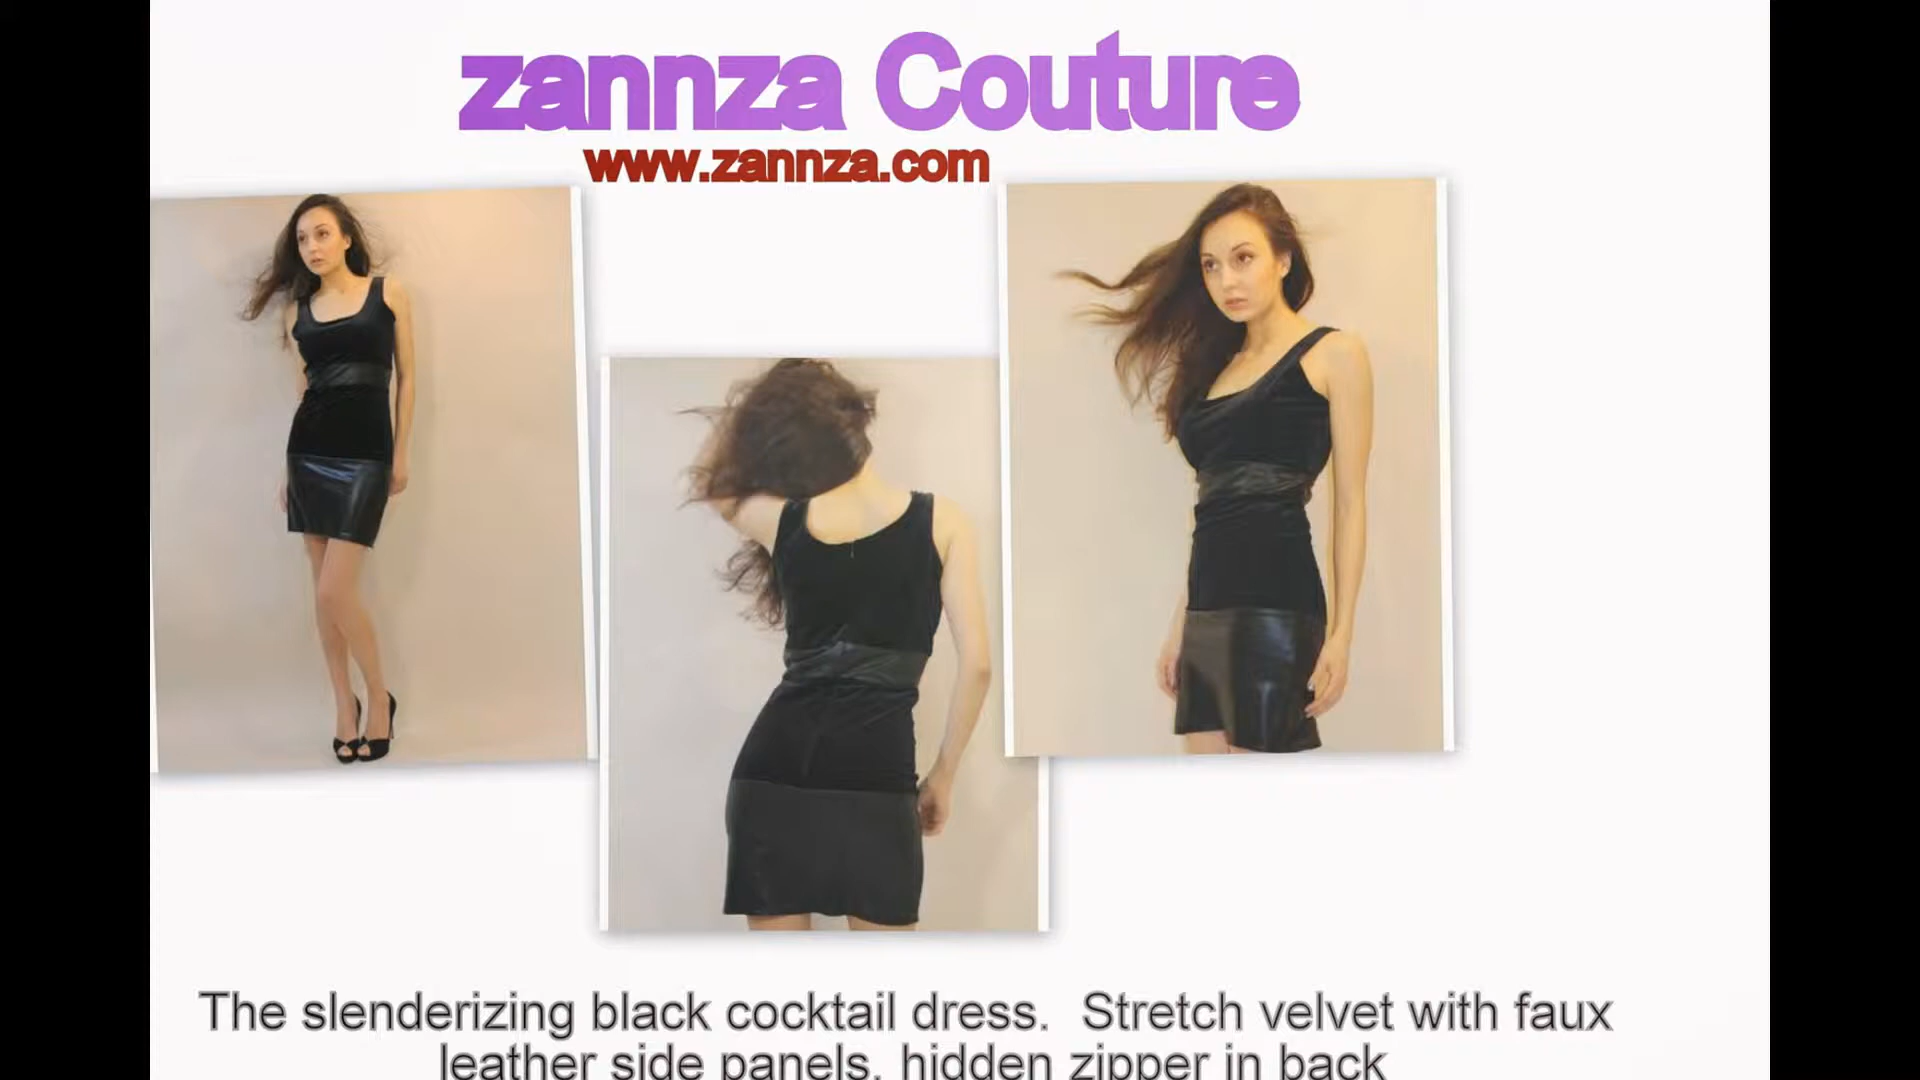 zannza Couture
www.zannza.com
The slenderizing black cocktail dress.  Stretch velvet with faux
leather side panels, hidden zipper in back